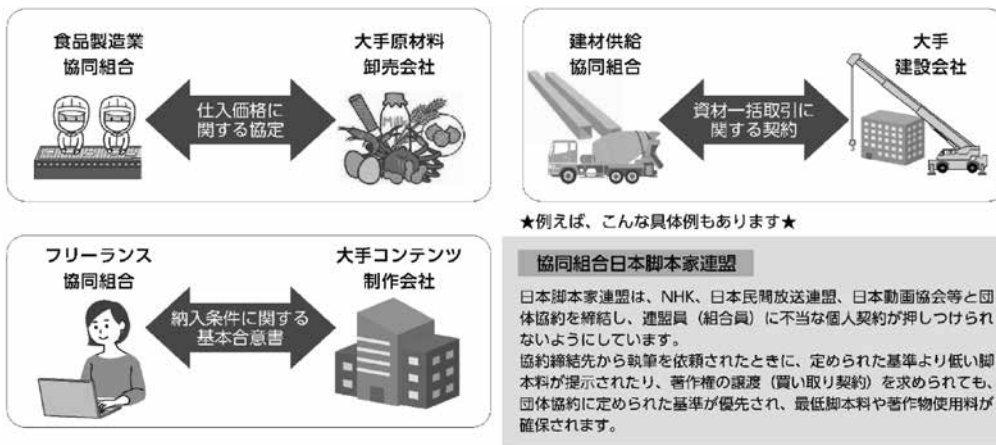 食品製造業
協同組合
仕入価格に
関する協定
大手原材料
卸売会社
Milk
建材供給
協同組合
資材一括取引に
関する契約
大手
建設会社
フリーランス
協同組合
納入条件に関する
基本合意書
大手コンテンツ
制作会社
★例えば、こんな具体例もあります★
協同組合日本脚本家連盟
日本脚本家連盟は、NHK、日本民間放送連盟、日本動画協会等と団
体協約を締結し、連盟員（組合員）に不当な個人契約が押しつけられ
ないようにしています。
協約締結先から執筆を依頼されたときに、定められた基準より低い脚
本料が提示されたり、著作権の譲渡（買い取り契約）を求められても、
団体協約に定められた基準が優先され、最低脚本料や著作物使用料が
確保されます。